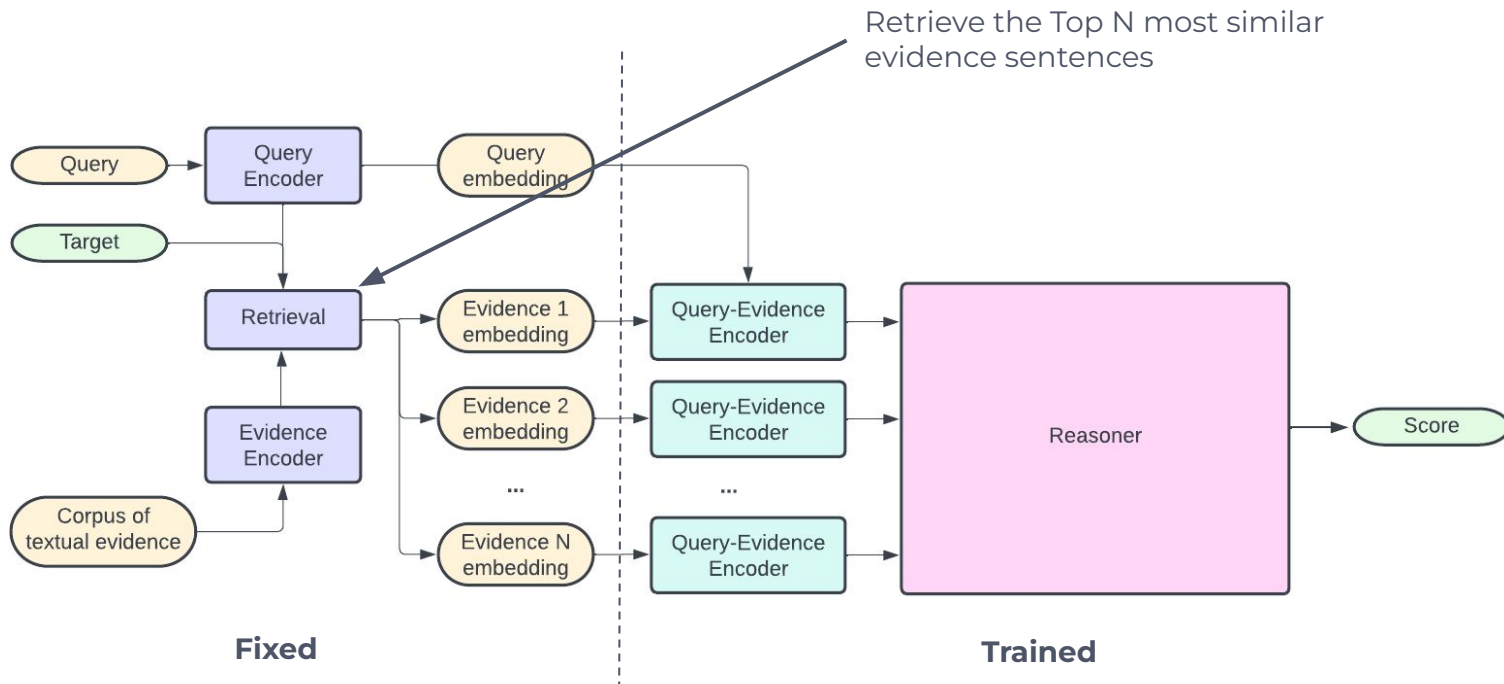 Retrieve the Top N most similar
evidence sentences
Query
Query
Encoder
Query
embedding
Target
Retrieval
Evidence 1
embedding
Query-Evidence
Encoder
Evidence 2
embedding
Query-Evidence
Encoder
Evidence
Encoder
Reasoner
Score
...
...
Corpus of
textual evidence
Evidence N
embedding
Query-Evidence
Encoder
Fixed
Trained